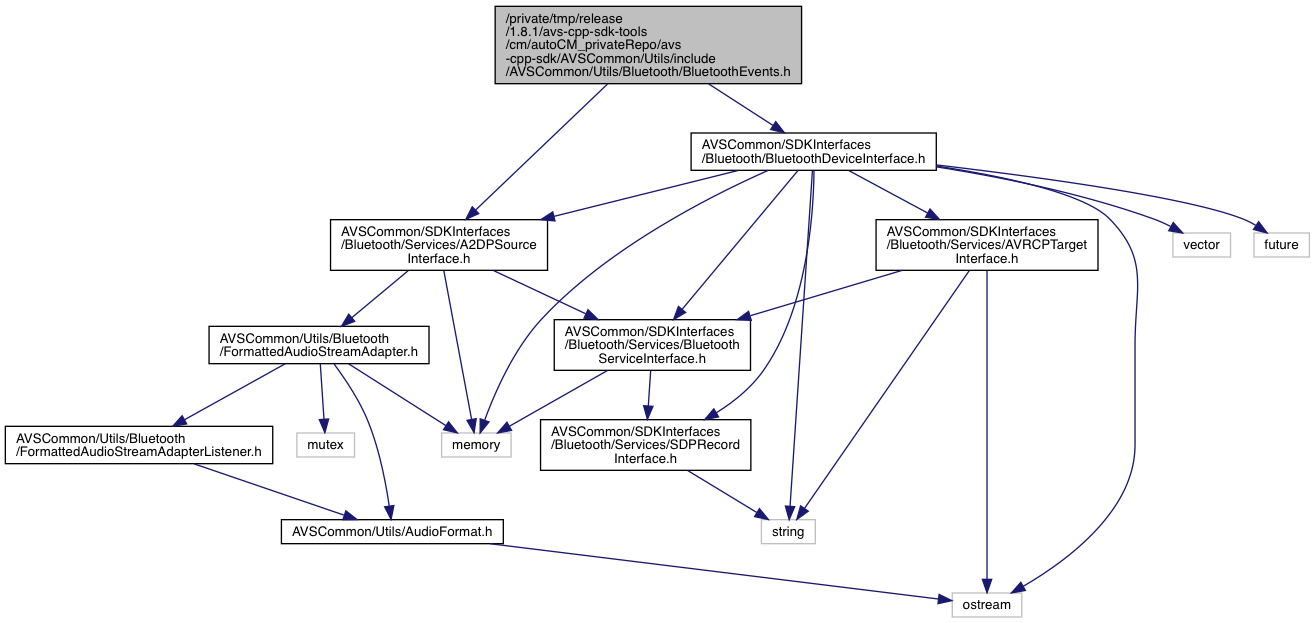 /private/tmp/release
/1.8.1/avs-cpp-sdk-tools
/cm/autoCM_privateRepo/avs
-cpp-sdk/AVSCommon/Utils/include
/AVSCommon/Utils/Bluetooth/BluetoothEvents.h
AVSCommon/SDKInterfaces
/Bluetooth/BluetoothDeviceInterface.h
AVSCommon/SDKInterfaces
/Bluetooth/Services/A2DPSource
Interface.h
AVSCommon/SDKInterfaces
/Bluetooth/Services/AVRCPTarget
Interface.h
vector
future
AVSCommon/Utils/Bluetooth
/FormattedAudioStreamAdapter.h
AVSCommon/SDKInterfaces
/Bluetooth/Services/Bluetooth
ServiceInterface.h
AVSCommon/Utils/Bluetooth
/FormattedAudioStreamAdapterListener.h
mutex
memory
AVSCommon/SDKInterfaces
/Bluetooth/Services/SDPRecord
Interface.h
AVSCommon/Utils/AudioFormat.h
string
ostream